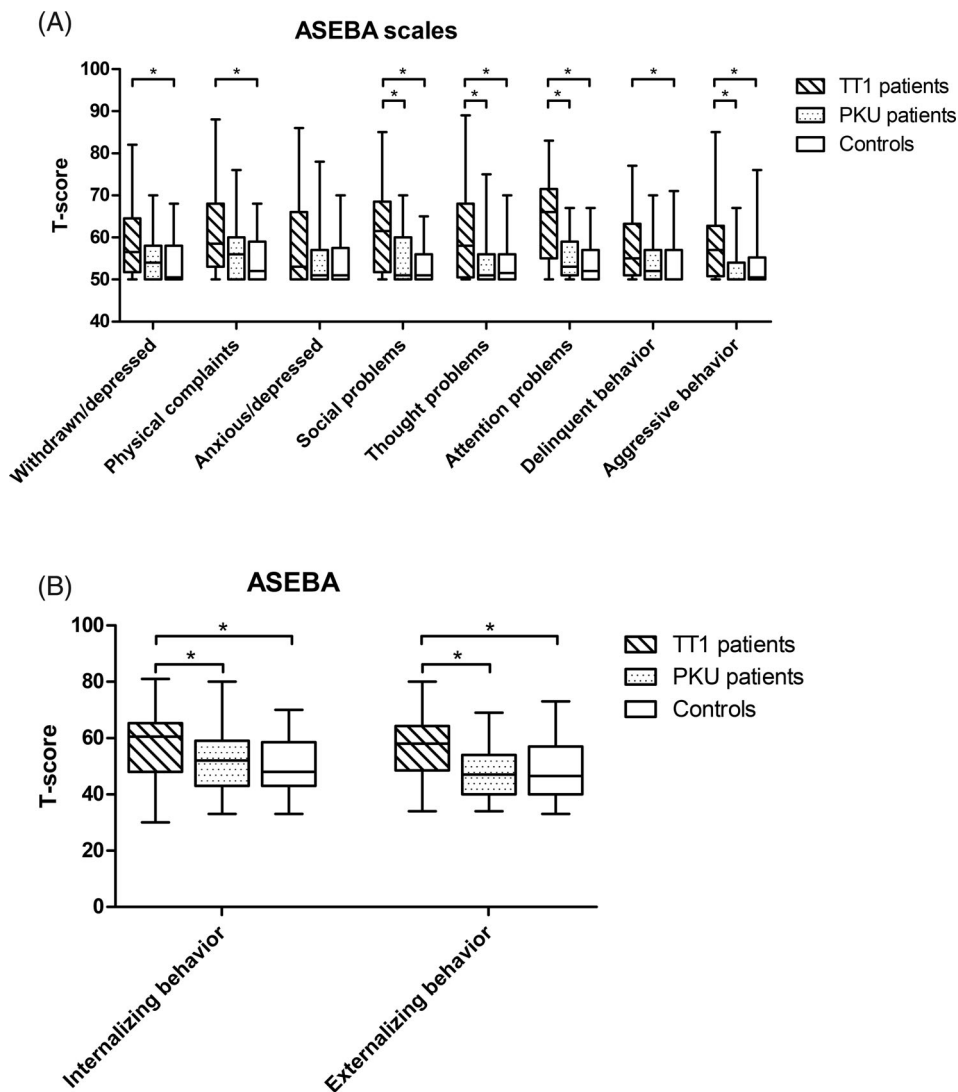 (A)
ASEBA scales
100
90
80
70
60
50
40
T-score
* * * * * * * * * * *
TT1 patients
PKU patients
Controls
Withdrawn/depressed
Physical complaints
Anxious/depressed
Social problems
Thought problems
Attention problems
Delinquent behavior
Aggressive behavior
(B)
ASEBA
100
80
60
40
20
0
T-score
* * * *
TT1 patients
PKU patients
Controls
Internalizing behavior
Externalizing behavior